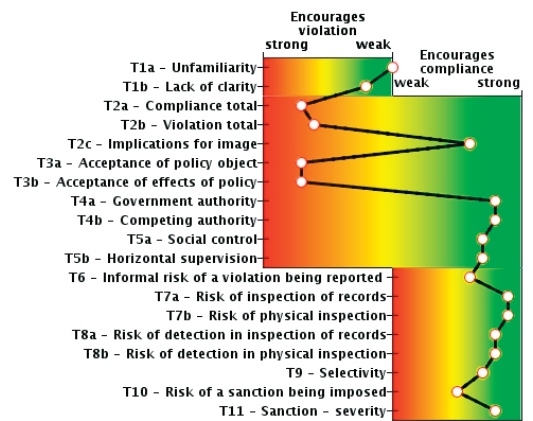 Encourages
violation
strong weak
Encourages
compliance
weak strong
T1a - Unfamiliarity
T1b - Lack of clarity
T2a - Compliance total
T2b - Violation total
T2c - Implications for image
T3a - Acceptance of policy object
T3b - Acceptance of effects of policy
T4a - Government authority
T4b - Competing authority
T5a - Social control
T5b - Horizontal supervision
T6 - Informal risk of a violation being reported
T7a - Risk of inspection of records
T7b - Risk of physical inspection
T8a - Risk of detection in inspection of records
T8b - Risk of detection in physical inspection
T9 - Selectivity
T10 - Risk of a sanction being imposed
T11 - Sanction - severity